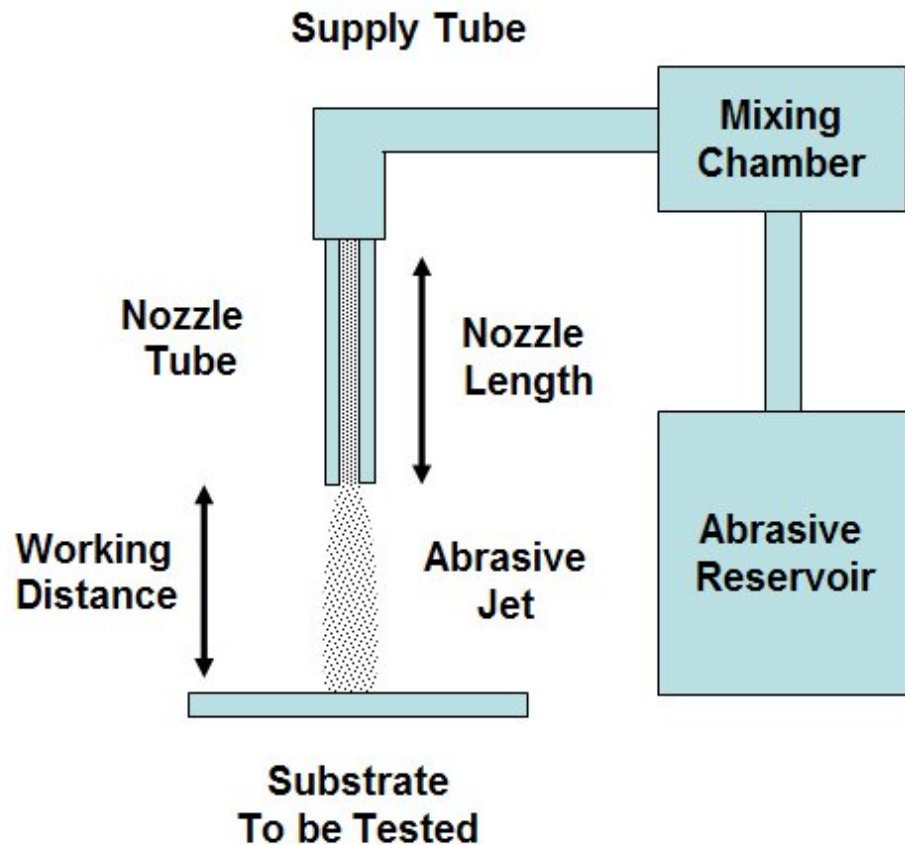 Supply Tube
Mixing
Chamber
Nozzle
Tube
Nozzle
Length
Working
Distance
Abrasive
Jet
Abrasive
Reservoir
Substrate
To be Tested